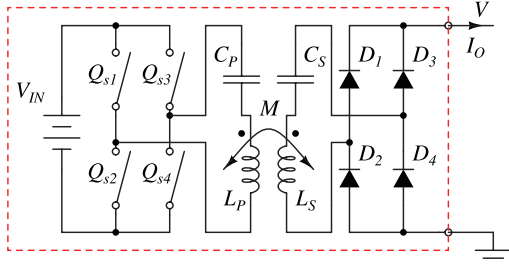 V
I_O
V_IN
Q_s1
Q_s3
C_P
C_S
D_1
D_3
M
Q_s2
Q_s4
L_P
L_S
D_2
D_4